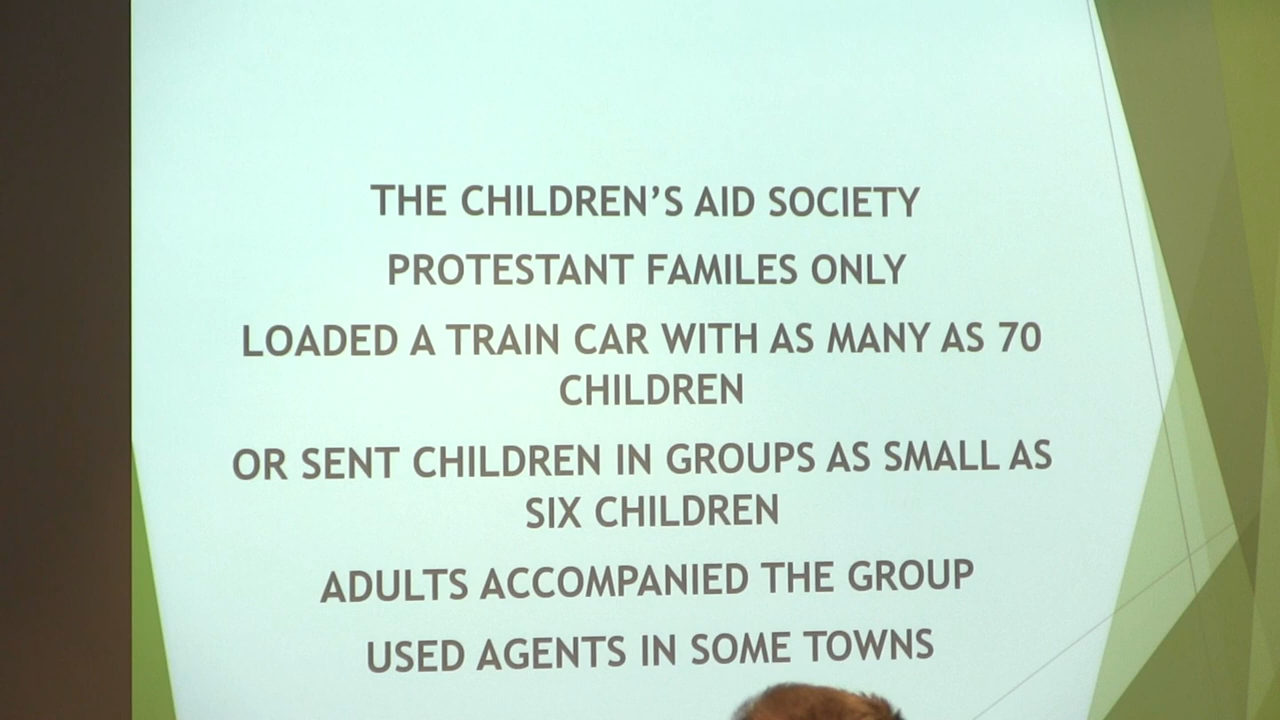 THE CHILDREN’S AID SOCIETY
PROTESTANT FAMILES ONLY
LOADED A TRAIN CAR WITH AS MANY AS 70
CHILDREN
OR SENT CHILDREN IN GROUPS AS SMALL AS
SIX CHILDREN
ADULTS ACCOMPANIED THE GROUP
USED AGENTS IN SOME TOWNS